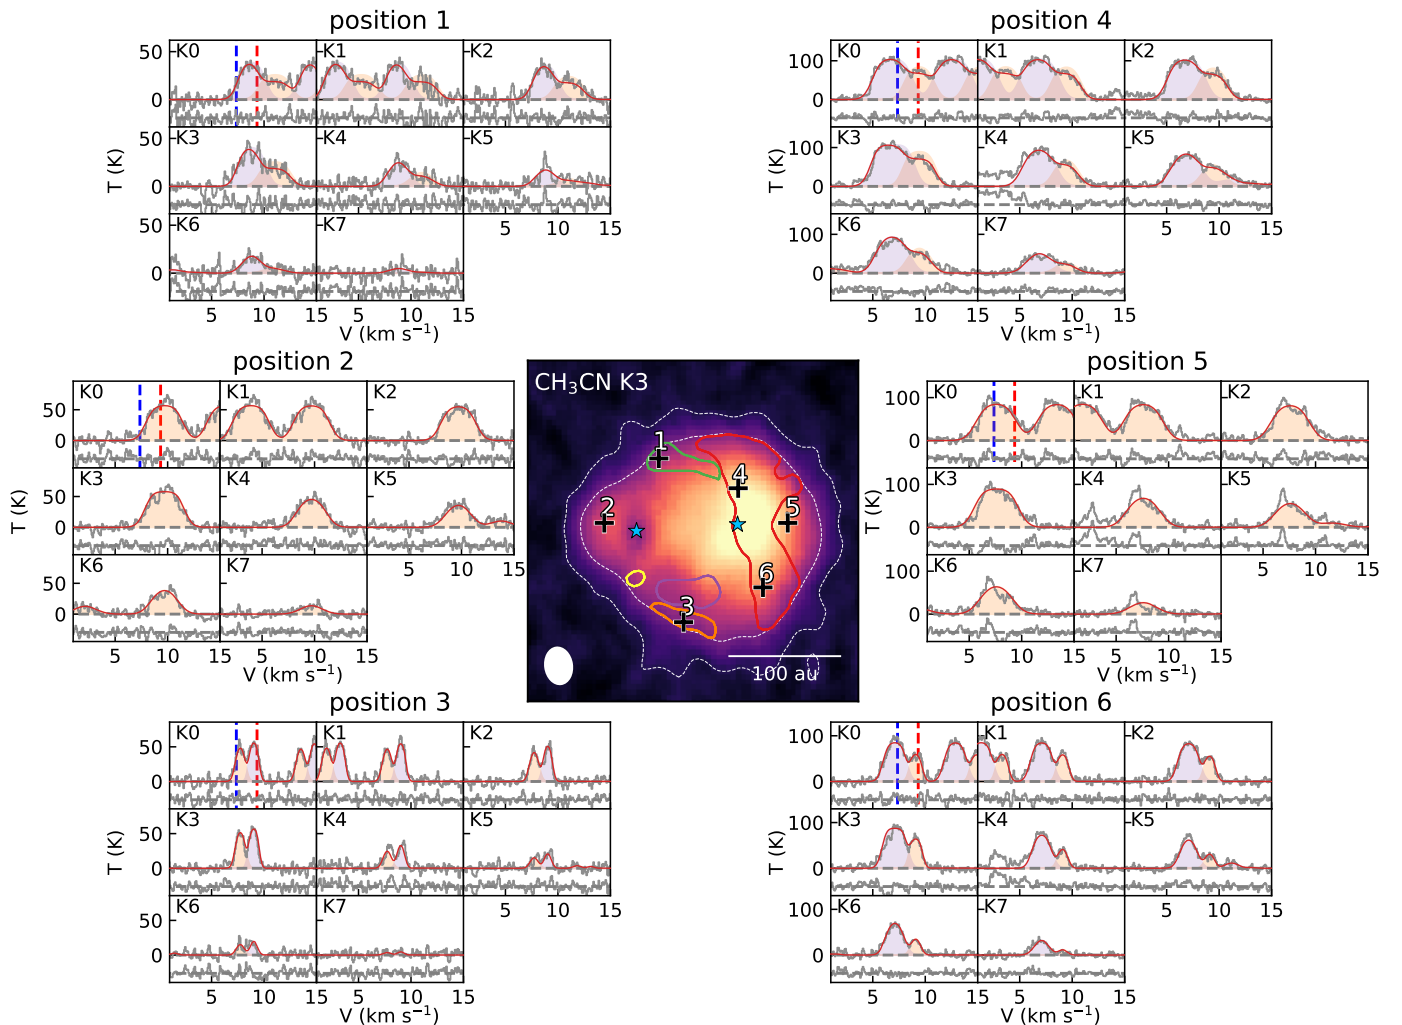 position 1
50
0
K0
K1
K2
50
0
T (K)
K3
K4
K5
50
0
K6
K7
5
10
15
5
10
15
5
10
15
V (km s⁻¹)
position 4
100
0
K0
K1
K2
100
0
T (K)
K3
K4
K5
100
0
K6
K7
5
10
15
5
10
15
5
10
15
V (km s⁻¹)
position 2
50
0
K0
K1
K2
50
0
T (K)
K3
K4
K5
50
0
K6
K7
5
10
15
5
10
15
5
10
15
V (km s⁻¹)
CH₃CN K3
1
4
2
5
6
3
100 au
position 5
100
0
K0
K1
K2
100
0
T (K)
K3
K4
K5
100
0
K6
K7
5
10
15
5
10
15
5
10
15
V (km s⁻¹)
position 3
50
0
K0
K1
K2
50
0
T (K)
K3
K4
K5
50
0
K6
K7
5
10
15
5
10
15
5
10
15
V (km s⁻¹)
position 6
100
0
K0
K1
K2
100
0
T (K)
K3
K4
K5
100
0
K6
K7
5
10
15
5
10
15
5
10
15
V (km s⁻¹)